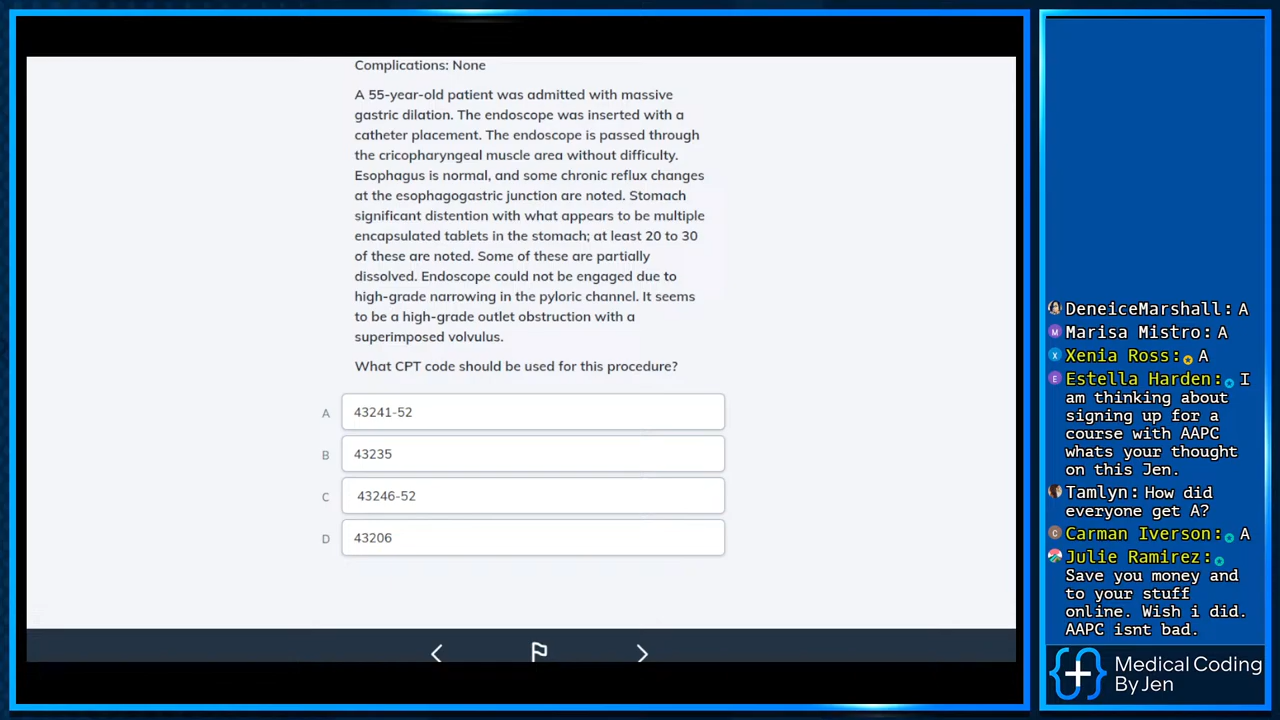 Complications: None
A 55-year-old patient was admitted with massive
gastric dilation. The endoscope was inserted with a
catheter placement. The endoscope is passed through
the cricopharyngeal muscle area without difficulty.
Esophagus is normal, and some chronic reflux changes
at the esophagogastric junction are noted. Stomach
significant distention with what appears to be multiple
encapsulated tablets in the stomach; at least 20 to 30
of these are noted. Some of these are partially
dissolved. Endoscope could not be engaged due to
high-grade narrowing in the pyloric channel. It seems
to be a high-grade outlet obstruction with a
superimposed volvulus.
What CPT code should be used for this procedure?
A 43241-52
B 43235
C 43246-52
D 43206
DeneiceMarshall: A
M Marisa Mistro: A
X Xenia Ross: A
E Estella Harden: I
am thinking about
signing up for a
course with AAPC
whats your thought
on this Jen.
Tamlyn: How did
everyone get A?
C Carman Iverson: A
Julie Ramirez:
Save you money and
to your stuff
online. Wish i did.
AAPC isnt bad.
Medical Coding
By Jen